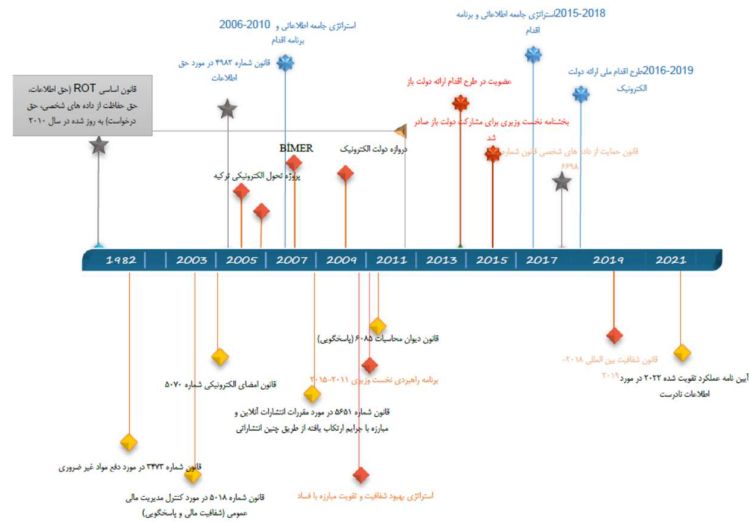 استراتژی جامعه اطلاعاتی و 2010-2006
برنامه اقدام
2015-2018استراتژی جامعه اطلاعاتی و برنامه
اقدام
قانون شماره ۴۹۸۲ در مورد حق
اطلاعات
2016-2019طرح اقدام ملی ارائه دولت
الکترونیک
قانون اساسی ROT (حق اطلاعات،
حق حفاظت از داده های شخصی، حق
درخواست) به روز شده در سال ۲۰۱۰
عضویت در طرح اقدام ارائه دولت باز
بخشنامه نخست وزیری برای مشارکت دولت باز صادر
شد
BİMER
دروازه دولت الکترونیک
قانون حمایت از داده های شخصی قانون شماره
۶۶۹۸
پروژه تحول الکترونیکی ترکیه
1982 2003 2005 2007 2009 2011 2013 2015 2017 2019 2021
قانون دیوان محاسبات ۶۰۸۵ (پاسخگویی)
قانون شفافیت بین المللی ۲۰۱۸-
۲۰۱۹
آیین نامه عملکرد تقویت شده ۲۰۲۲ در مورد
اطلاعات نادرست
قانون امضای الکترونیکی شماره ۵۰۷۰
برنامه راهبردی نخست وزیری ۲۰۱۱-۲۰۱۵
قانون شماره ۵۶۵۱ در مورد مقررات انتشارات آنلاین و
مبارزه با جرایم ارتکاب یافته از طریق چنین انتشاراتی
قانون شماره ۳۴۷۳ در مورد دفع مواد غیر ضروری
قانون شماره ۵۰۱۸ در مورد کنترل مدیریت مالی
عمومی (شفافیت مالی و پاسخگویی)
استراتژی بهبود شفافیت و تقویت مبارزه با فساد